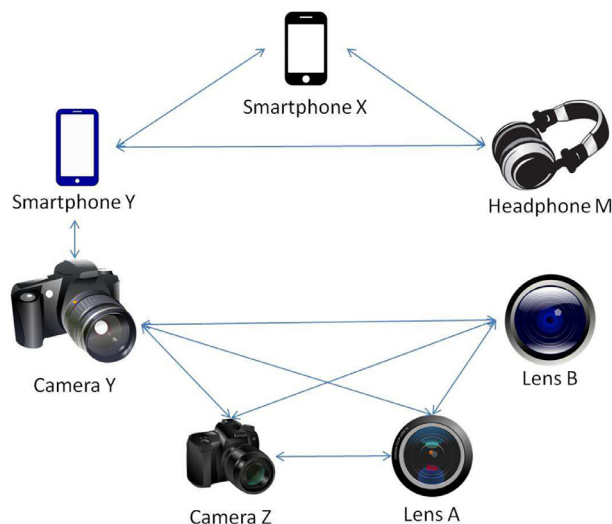 Smartphone X
Smartphone Y
Headphone M
Camera Y
Lens B
Camera Z
Lens A